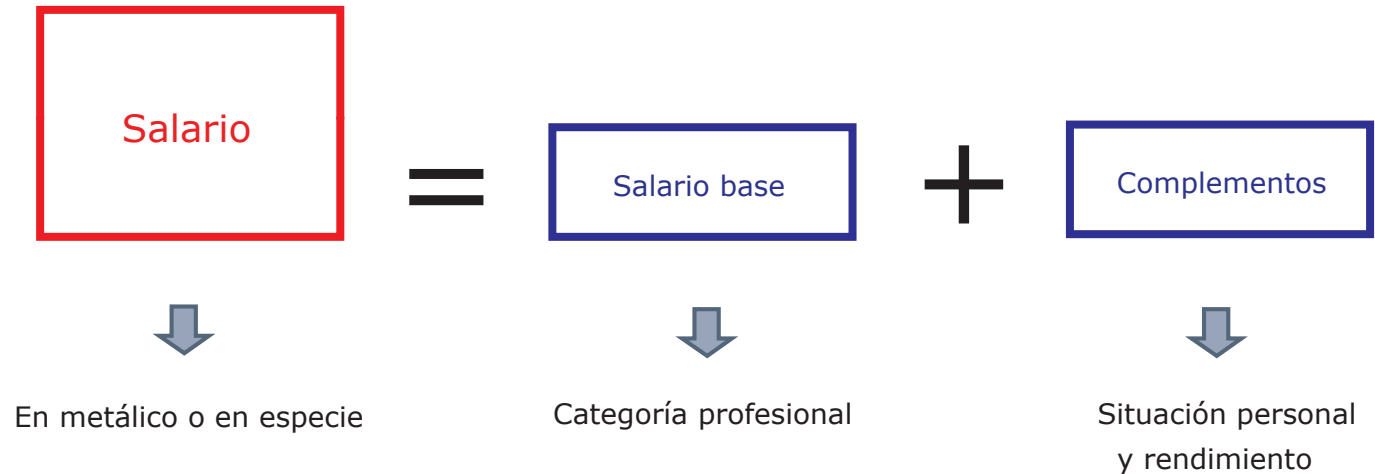 Salario
=
Salario base
+
Complementos
En metálico o en especie
Categoría profesional
Situación personal
y rendimiento